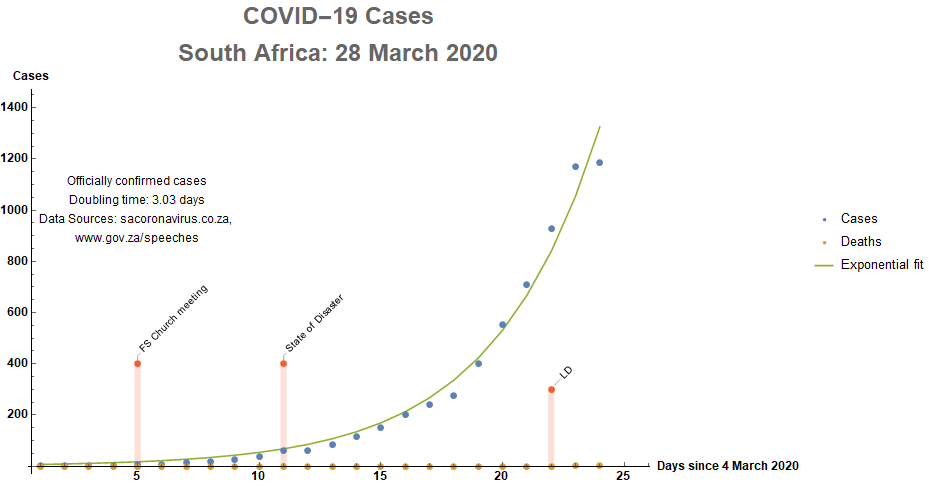 COVID–19 Cases
South Africa: 28 March 2020
Cases
1400
1200
1000
800
600
400
200
Officially confirmed cases
Doubling time: 3.03 days
Data Sources: sacoronavirus.co.za,
www.gov.za/speeches
FS Church meeting
State of Disaster
LD
5
10
15
20
25
Days since 4 March 2020
Cases
Deaths
Exponential fit